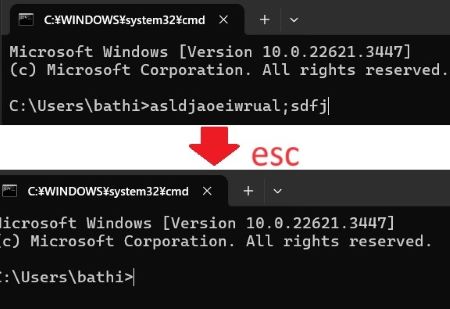 C:¥WINDOWS¥system32¥cmd
Microsoft Windows [Version 10.0.22621.3447]
(c) Microsoft Corporation. All rights reserved.
C:\Users\bathi>asldjaoeiwrual;sdfj
esc
C:¥WINDOWS¥system32¥cmd
icrosoft Windows [Version 10.0.22621.3447]
c) Microsoft Corporation. All rights reserved.
:\Users\bathi>